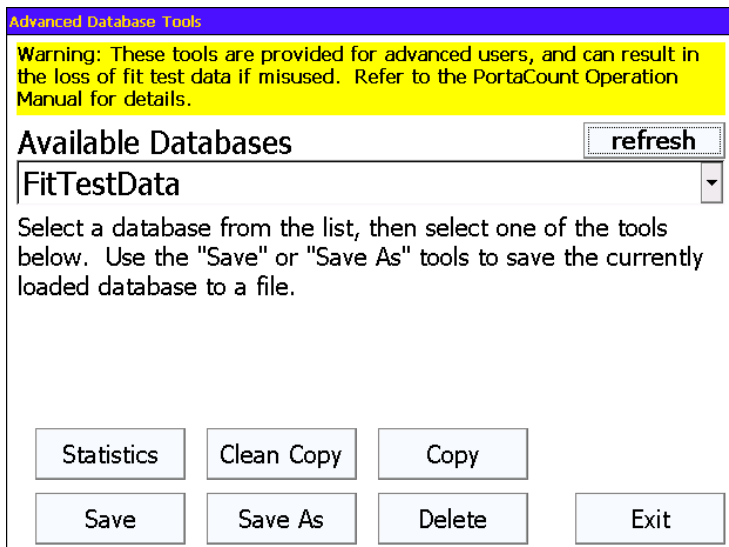 Advanced Database Tools
Warning: These tools are provided for advanced users, and can result in
the loss of fit test data if misused.  Refer to the PortaCount Operation
Manual for details.
Available Databases
refresh
FitTestData
Select a database from the list, then select one of the tools
below.  Use the "Save" or "Save As" tools to save the currently
loaded database to a file.
Statistics
Clean Copy
Copy
Save
Save As
Delete
Exit